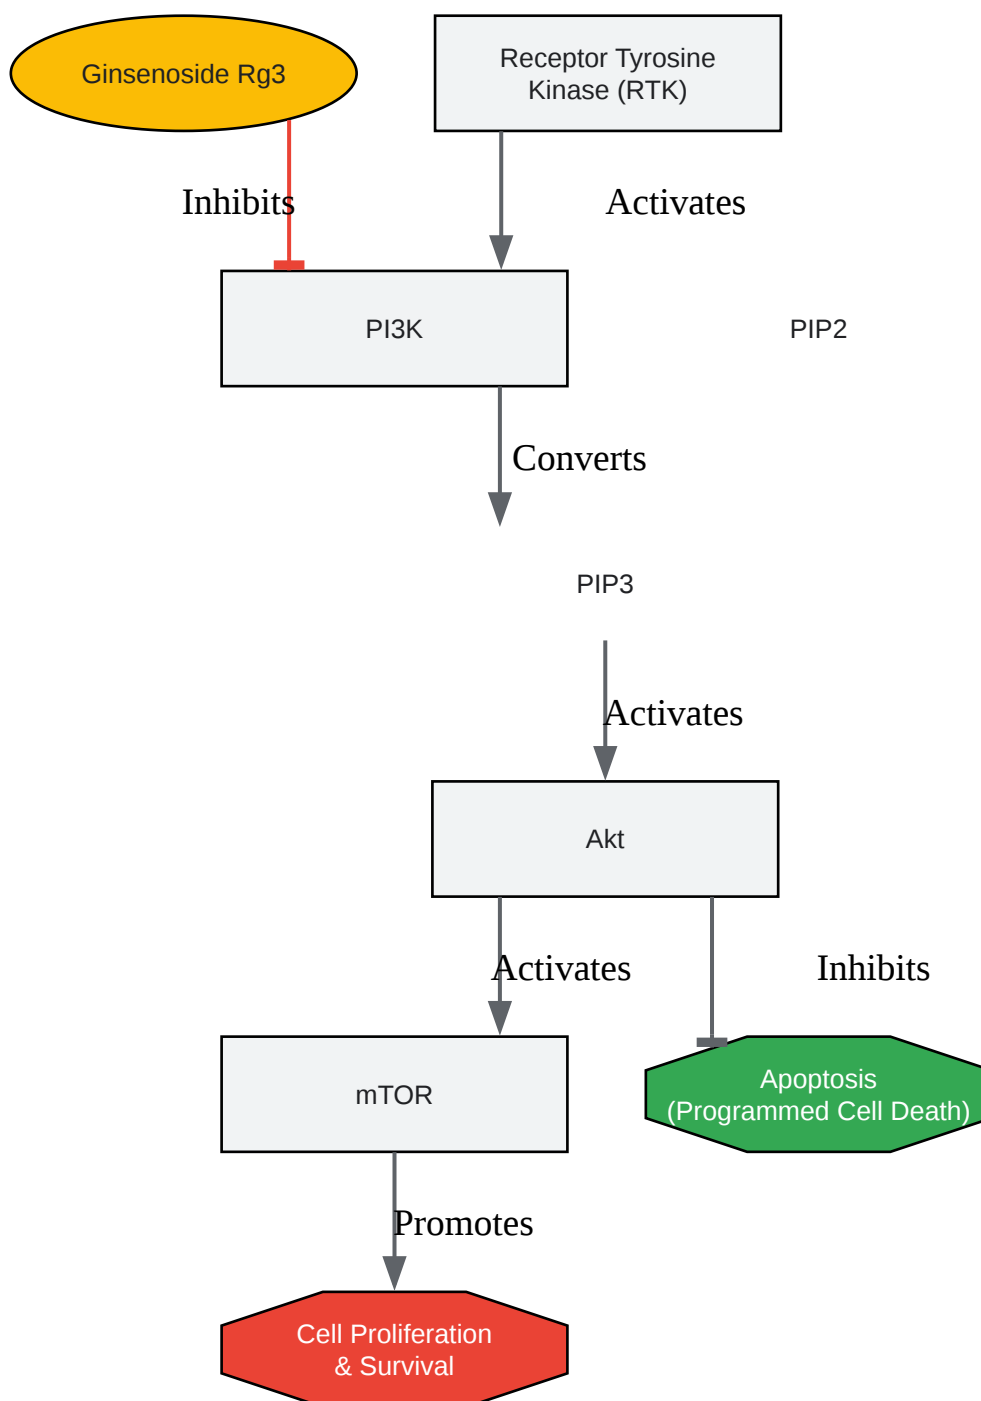 Ginsenoside Rg3
Receptor Tyrosine
Kinase (RTK)
Inhibits
Activates
PI3K
PIP2
Converts
PIP3
Activates
Akt
Activates
Inhibits
mTOR
Apoptosis
(Programmed Cell Death)
Promotes
Cell Proliferation
& Survival